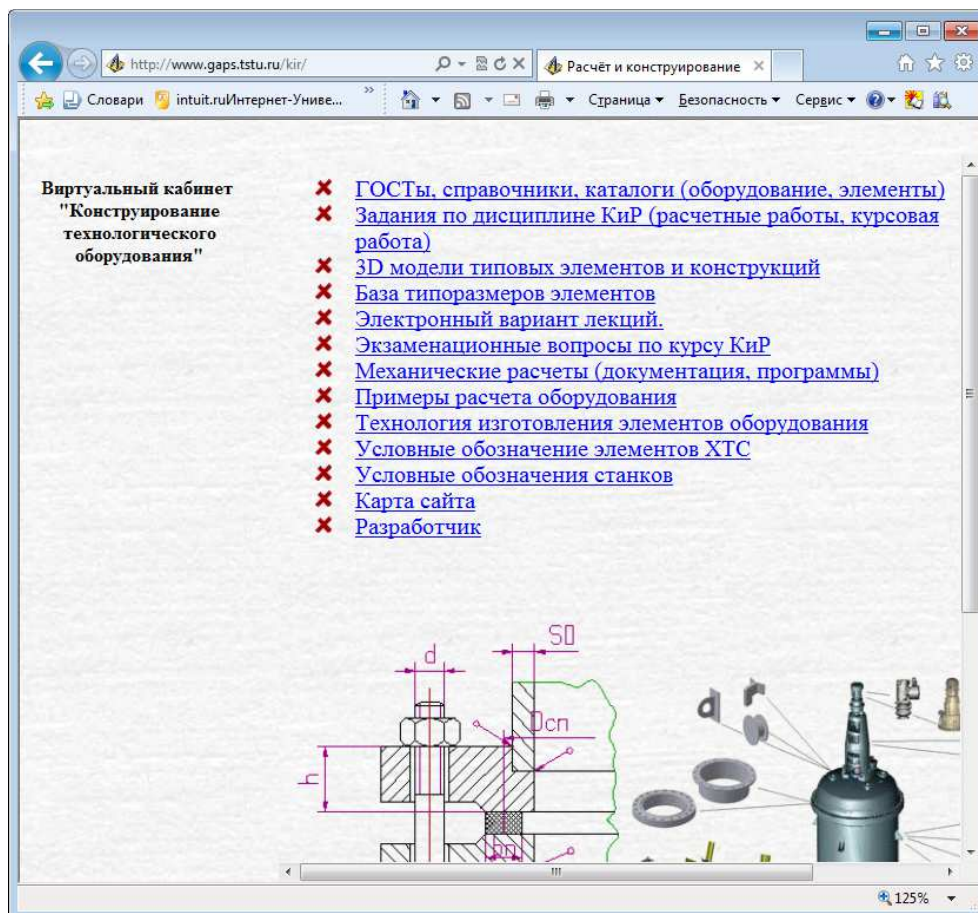 http://www.gaps.tstu.ru/kir/
Расчёт и конструирование
Словари
intuit.ruИнтернет-Униве...
Страница
Безопасность
Сервис
Виртуальный кабинет
"Конструирование
технологического
оборудования"
ГОСТы, справочники, каталоги (оборудование, элементы)
Задания по дисциплине КиР (расчетные работы, курсовая
работа)
3D модели типовых элементов и конструкций
База типоразмеров элементов
Электронный вариант лекций.
Экзаменационные вопросы по курсу КиР
Механические расчеты (документация, программы)
Примеры расчета оборудования
Технология изготовления элементов оборудования
Условные обозначение элементов ХТС
Условные обозначения станков
Карта сайта
Разработчик
SD
d
Dсп
h
125%